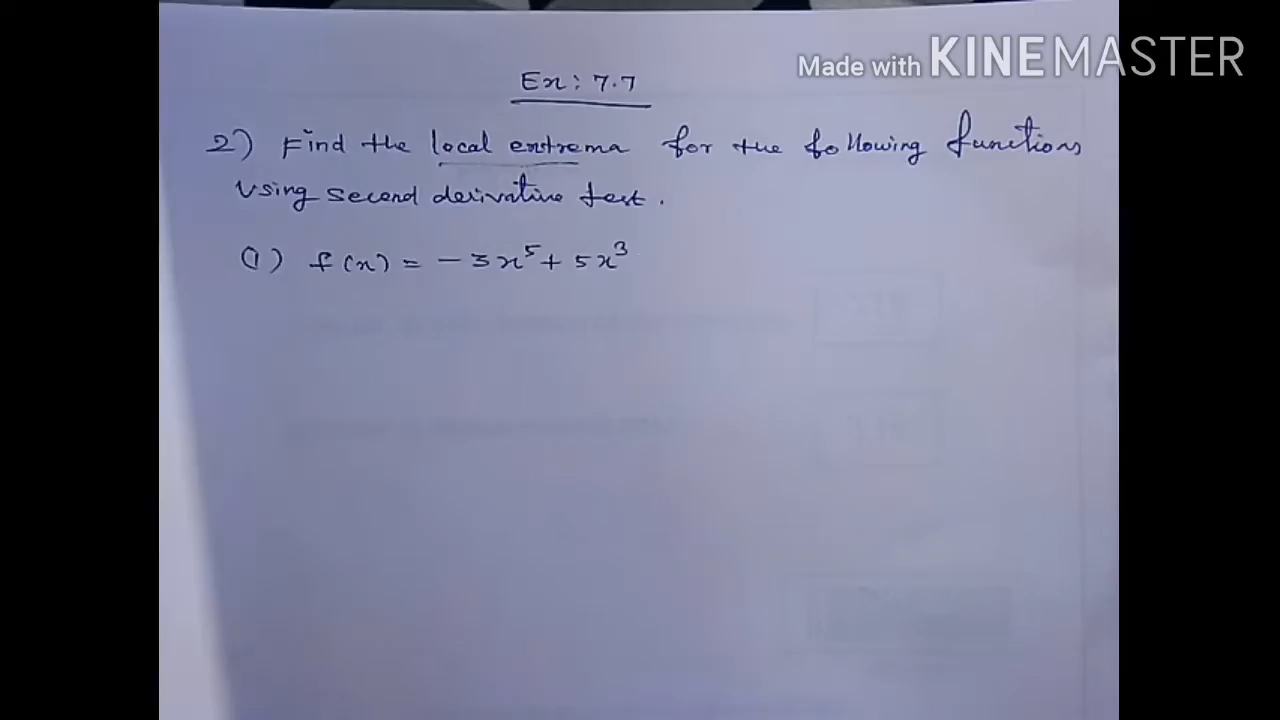 Made with KINEMASTER
Ex: 7.7
2) Find the local extrema for the following functions
using second derivative test.
(i) f(x) = -3x⁵ + 5x³